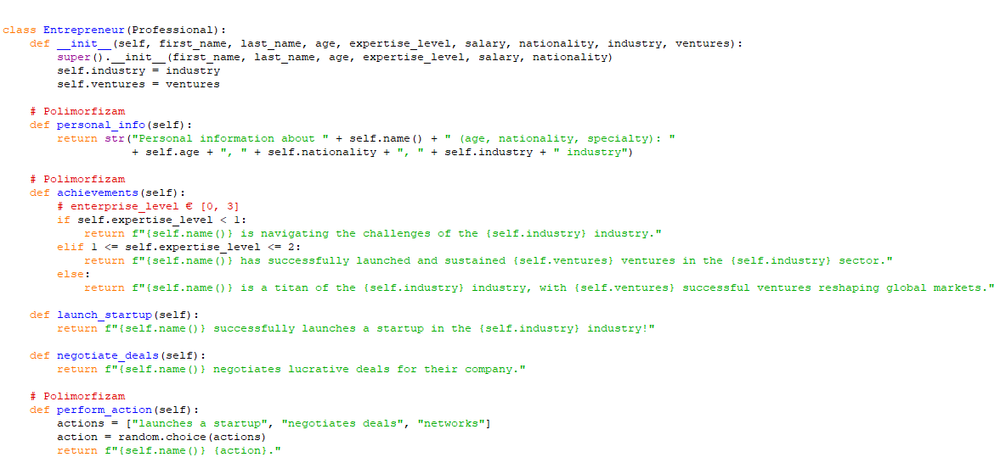 class Entrepreneur(Professional):
    def __init__(self, first_name, last_name, age, expertise_level, salary, nationality, industry, ventures):
        super().__init__(first_name, last_name, age, expertise_level, salary, nationality)
        self.industry = industry
        self.ventures = ventures

    # Polimorfizam
    def personal_info(self):
        return str("Personal information about " + self.name() + " (age, nationality, specialty): "
                   + self.age + ", " + self.nationality + ", " + self.industry + " industry")

    # Polimorfizam
    def achievements(self):
        # enterprise_level € [0, 3]
        if self.expertise_level < 1:
            return f"{self.name()} is navigating the challenges of the {self.industry} industry."
        elif 1 <= self.expertise_level <= 2:
            return f"{self.name()} has successfully launched and sustained {self.ventures} ventures in the {self.industry} sector."
        else:
            return f"{self.name()} is a titan of the {self.industry} industry, with {self.ventures} successful ventures reshaping global markets."

    def launch_startup(self):
        return f"{self.name()} successfully launches a startup in the {self.industry} industry!"

    def negotiate_deals(self):
        return f"{self.name()} negotiates lucrative deals for their company."

    # Polimorfizam
    def perform_action(self):
        actions = ["launches a startup", "negotiates deals", "networks"]
        action = random.choice(actions)
        return f"{self.name()} {action}."